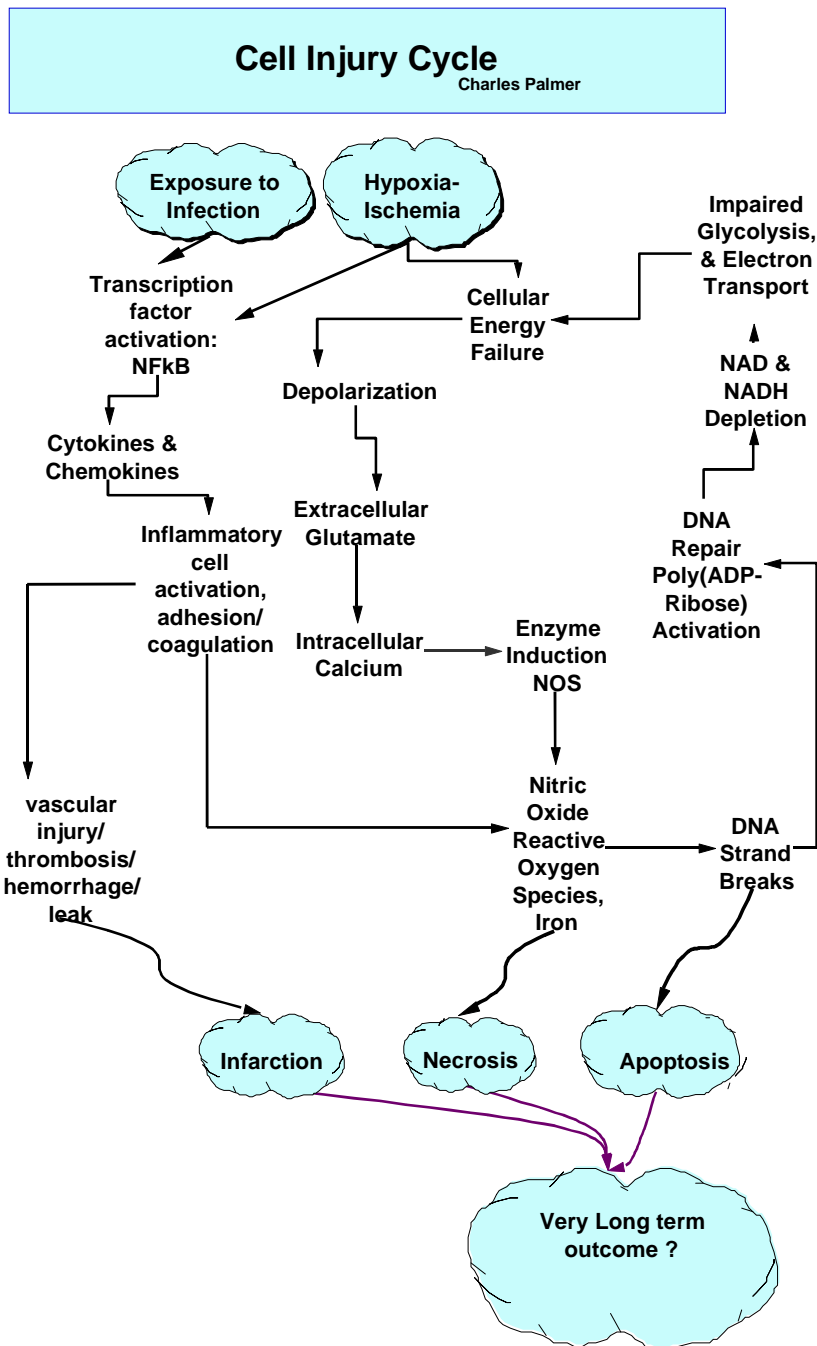 Cell Injury Cycle
Charles Palmer
Exposure to
Infection
Hypoxia-
Ischemia
Impaired
Glycolysis,
& Electron
Transport
Transcription
factor
activation:
NFkB
Cellular
Energy
Failure
NAD &
NADH
Depletion
Depolarization
Cytokines &
Chemokines
Extracellular
Glutamate
DNA
Repair
Poly(ADP-
Ribose)
Activation
Inflammatory
cell
activation,
adhesion/
coagulation
Intracellular
Calcium
Enzyme
Induction
NOS
vascular
injury/
thrombosis/
hemorrhage/
leak
Nitric
Oxide
Reactive
Oxygen
Species,
Iron
DNA
Strand
Breaks
Infarction
Necrosis
Apoptosis
Very Long term
outcome ?